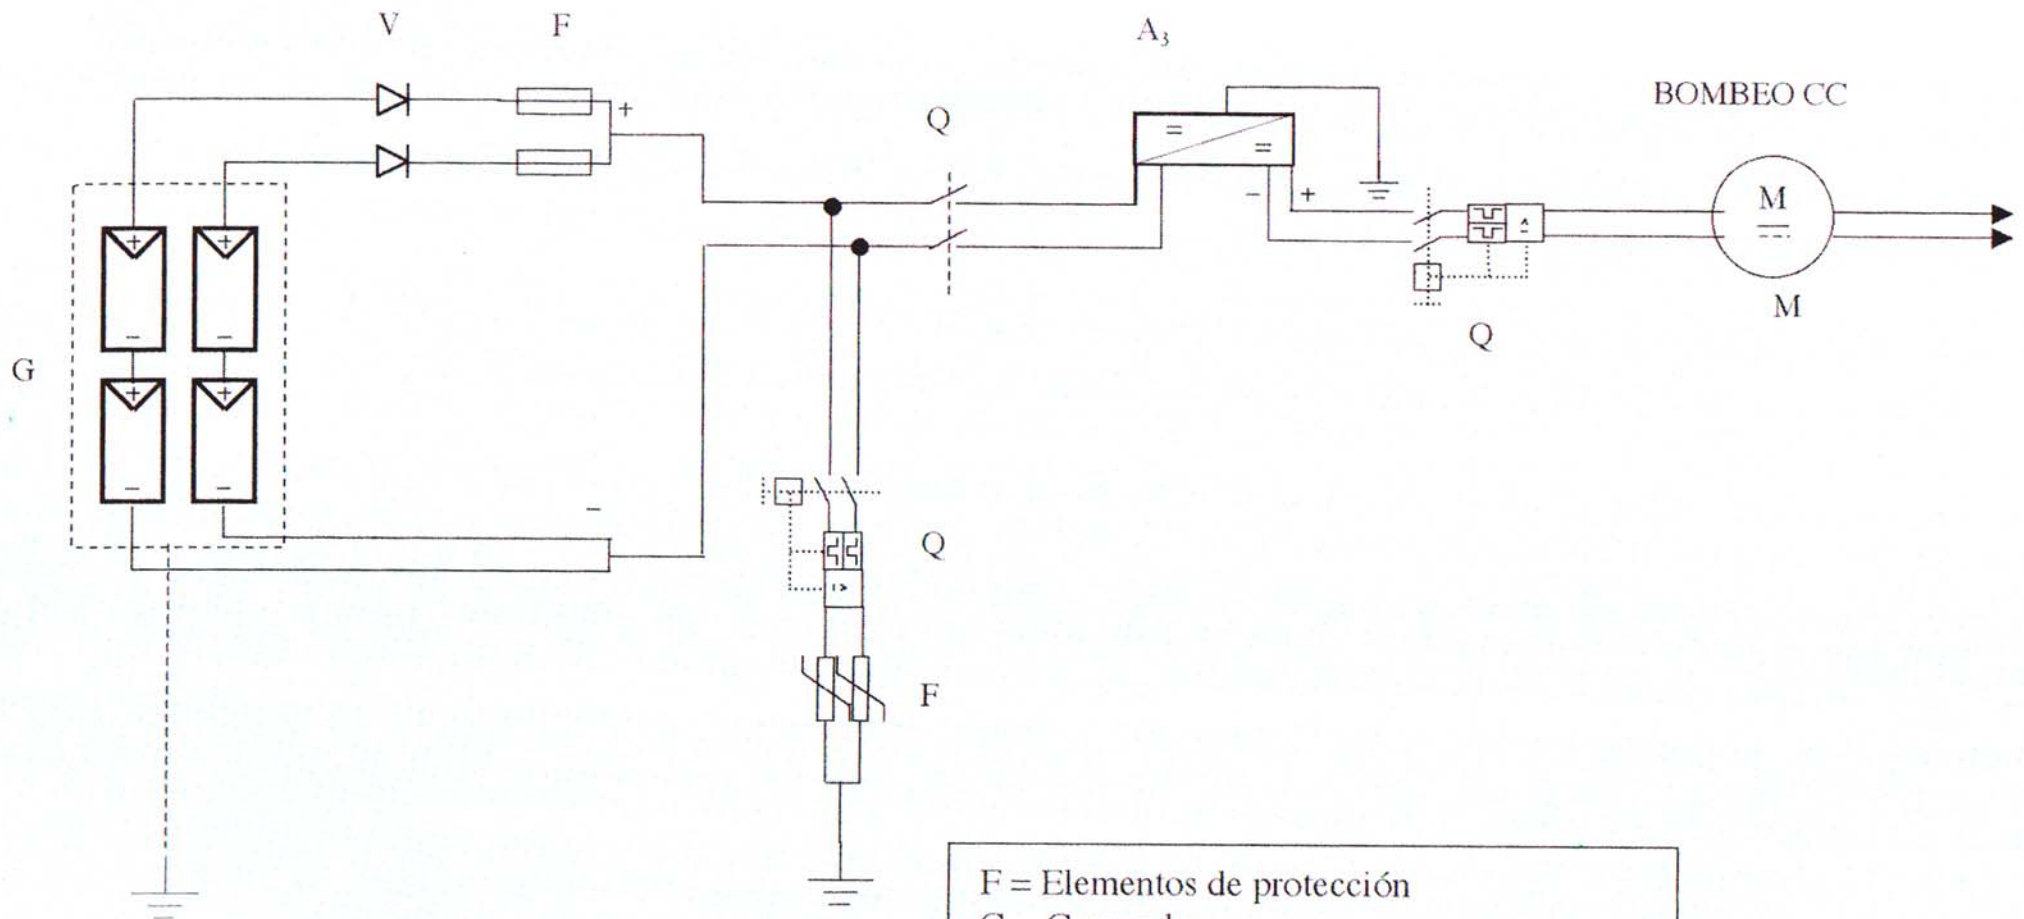 V
F
A₃
BOMBEO CC
+
Q
=
=
−
+
M
+
+
−
−
M
Q
G
+
+
−
−
−
Q
F
F = Elementos de protección